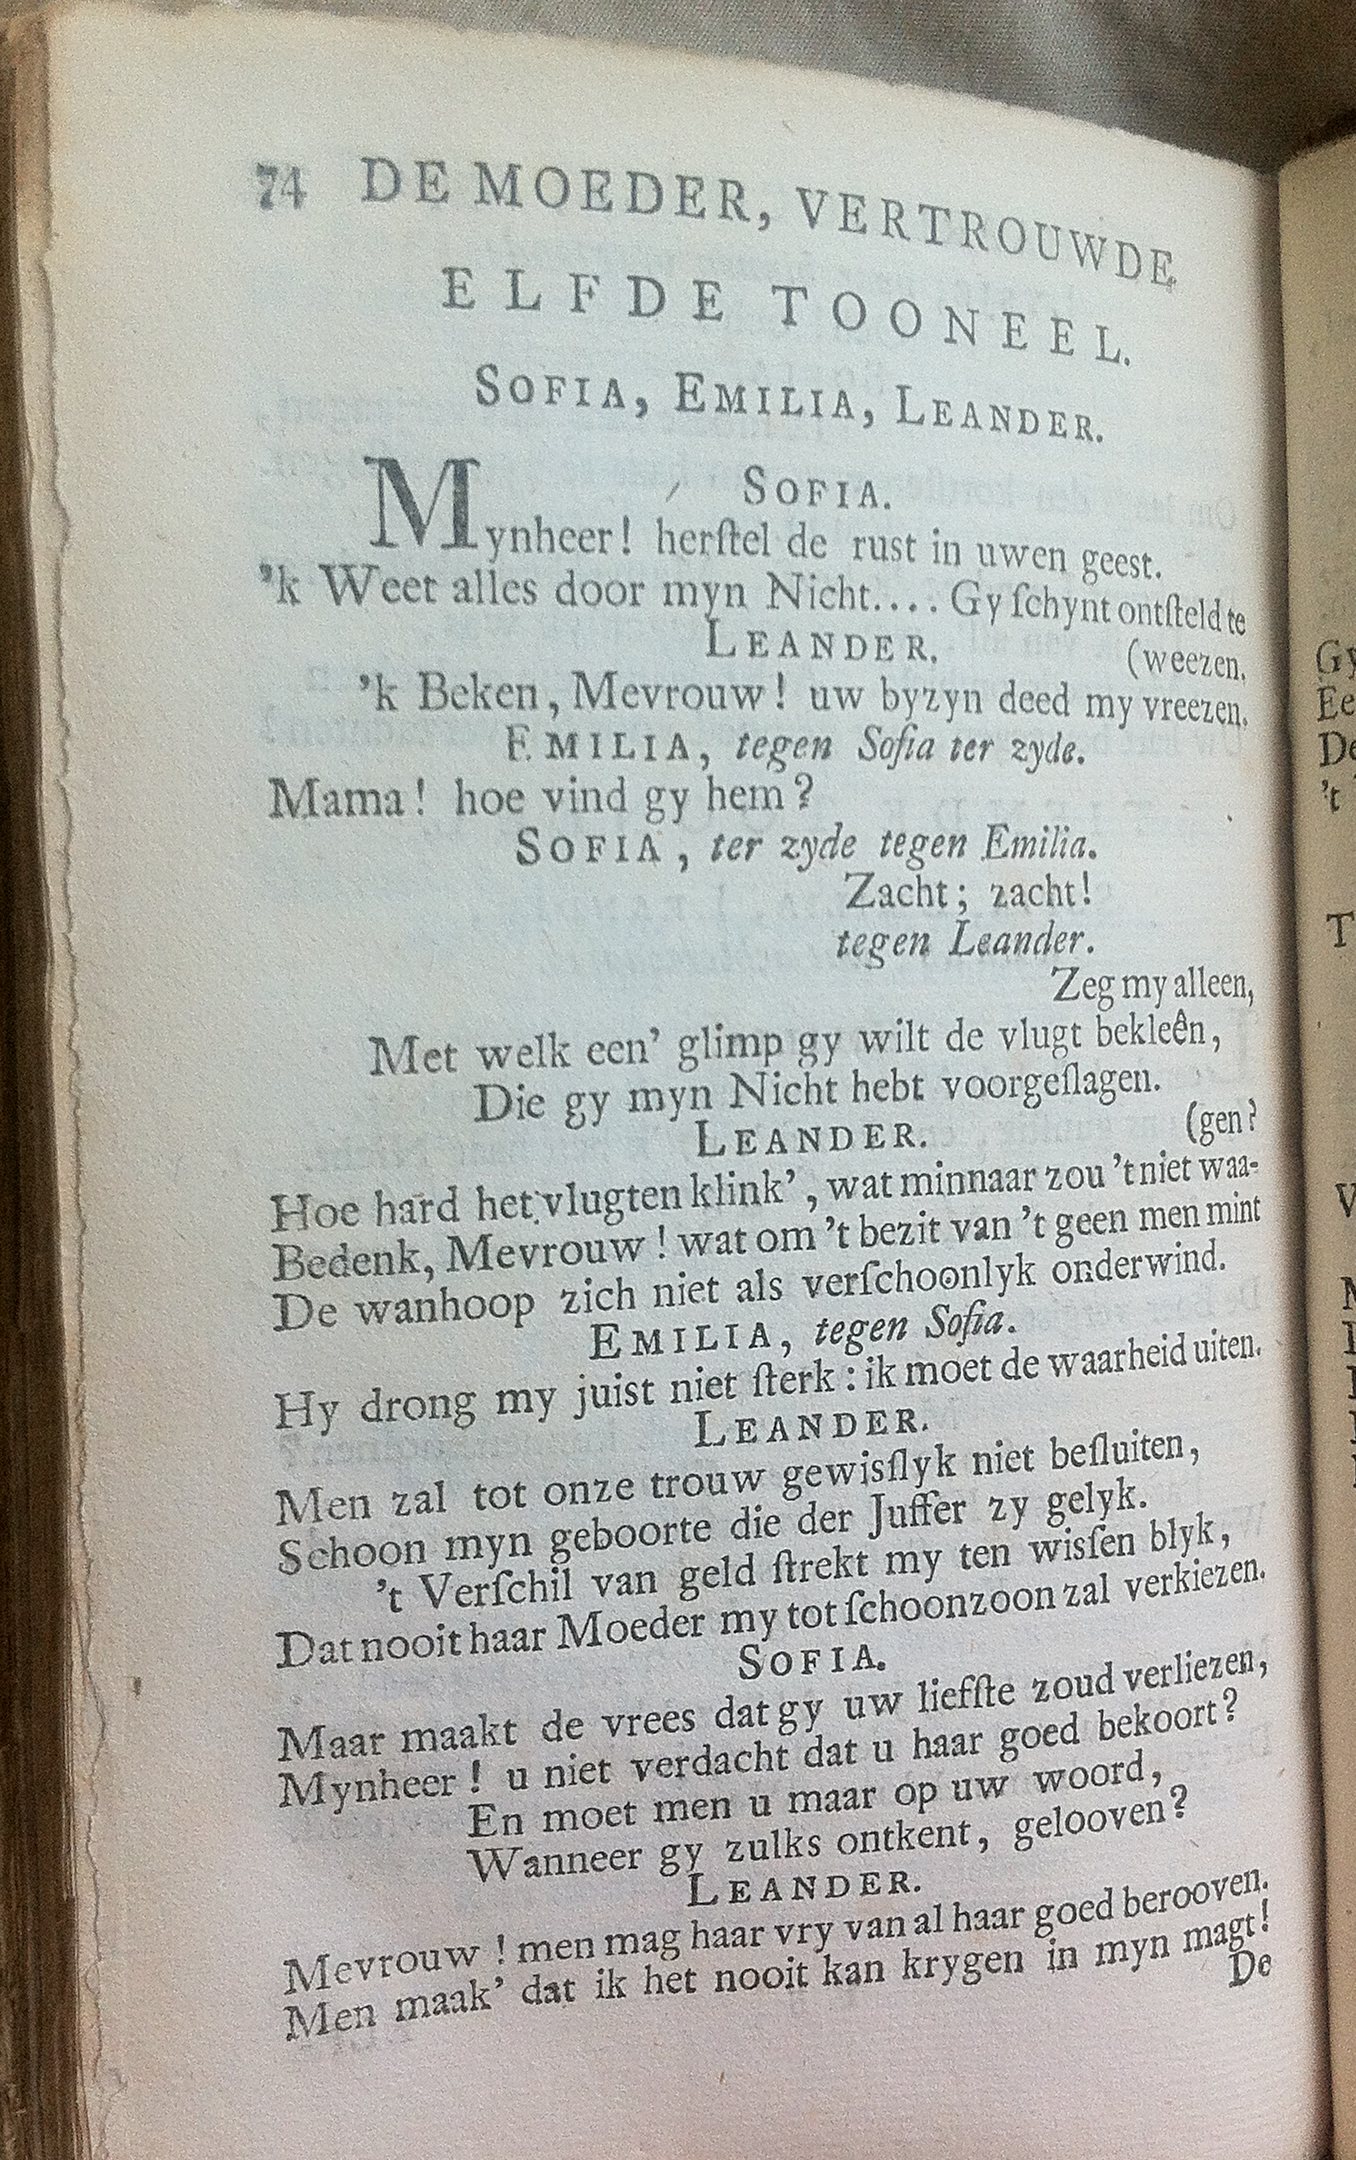 74 DE MOEDER, VERTROUWDE
ELFDE TOONEEL.
SOFIA, EMILIA, LEANDER.
SOFIA.
Mynheer! herſtel de rust in uwen geest.
'k Weet alles door myn Nicht.... Gy ſchynt ontſteld te
LEANDER. (weezen.
'k Beken, Mevrouw! uw byzyn deed my vreezen.
EMILIA, tegen Sofia ter zyde.
Mama! hoe vind gy hem?
SOFIA, ter zyde tegen Emilia.
Zacht; zacht!
tegen Leander.
Zeg my alleen,
Met welk een' glimp gy wilt de vlugt bekleên,
Die gy myn Nicht hebt voorgeſlagen.
LEANDER. (gen?
Hoe hard het vlugten klink', wat minnaar zou 't niet waa-
Bedenk, Mevrouw! wat om 't bezit van 't geen men mint
De wanhoop zich niet als verſchoonlyk onderwind.
EMILIA, tegen Sofia.
Hy drong my juist niet ſterk: ik moet de waarheid uiten.
LEANDER.
Men zal tot onze trouw gewisſlyk niet beſluiten,
Schoon myn geboorte die der Juffer zy gelyk.
't Verſchil van geld ſtrekt my ten wisſen blyk,
Dat nooit haar Moeder my tot ſchoonzoon zal verkiezen.
SOFIA.
Maar maakt de vrees dat gy uw liefſte zoud verliezen,
Mynheer! u niet verdacht dat u haar goed bekoort?
En moet men u maar op uw woord,
Wanneer gy zulks ontkent, gelooven?
LEANDER.
Mevrouw! men mag haar vry van al haar goed berooven.
Men maak' dat ik het nooit kan krygen in myn magt!
De
Gy
Ee
De
't
T
V